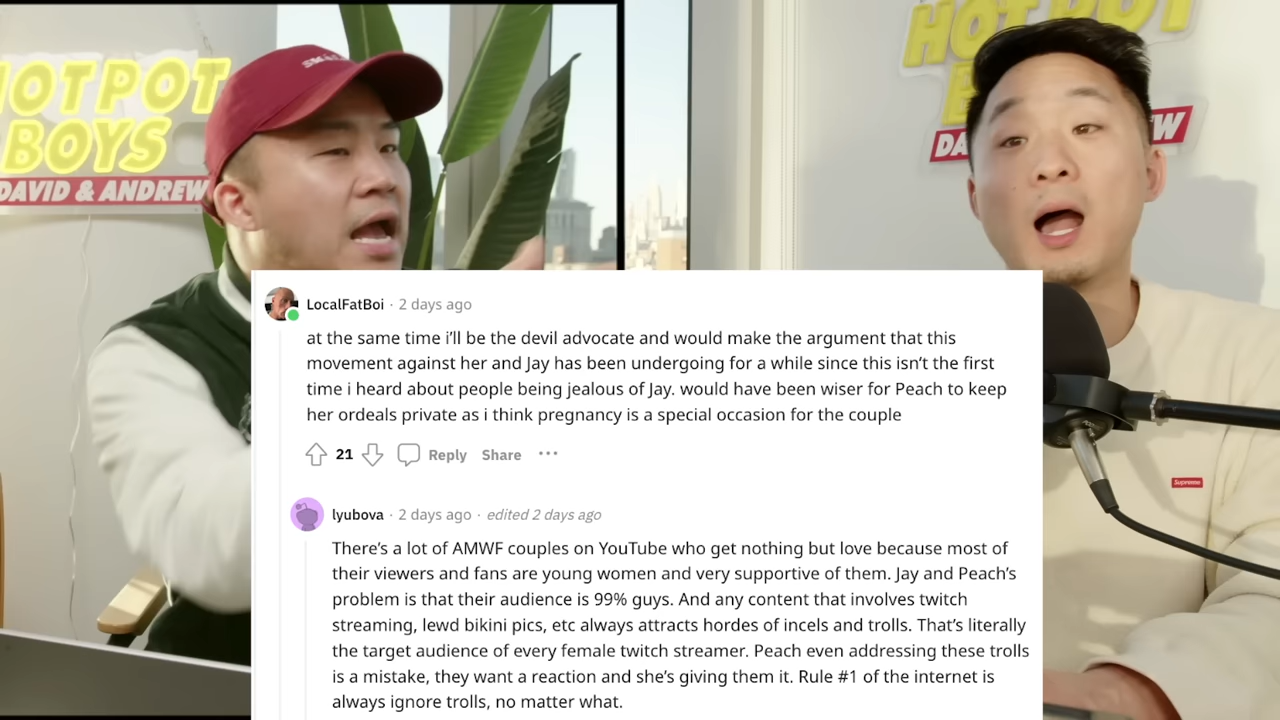 HOTPOT
BOYS
DAVID & ANDREW
HOTPOT
DA
W
Supreme
LocalFatBoi · 2 days ago
at the same time i’ll be the devil advocate and would make the argument that this
movement against her and Jay has been undergoing for a while since this isn’t the first
time i heard about people being jealous of Jay. would have been wiser for Peach to keep
her ordeals private as i think pregnancy is a special occasion for the couple
21 Reply Share ···
lyubova · 2 days ago · edited 2 days ago
There’s a lot of AMWF couples on YouTube who get nothing but love because most of
their viewers and fans are young women and very supportive of them. Jay and Peach’s
problem is that their audience is 99% guys. And any content that involves twitch
streaming, lewd bikini pics, etc always attracts hordes of incels and trolls. That’s literally
the target audience of every female twitch streamer. Peach even addressing these trolls
is a mistake, they want a reaction and she’s giving them it. Rule #1 of the internet is
always ignore trolls, no matter what.